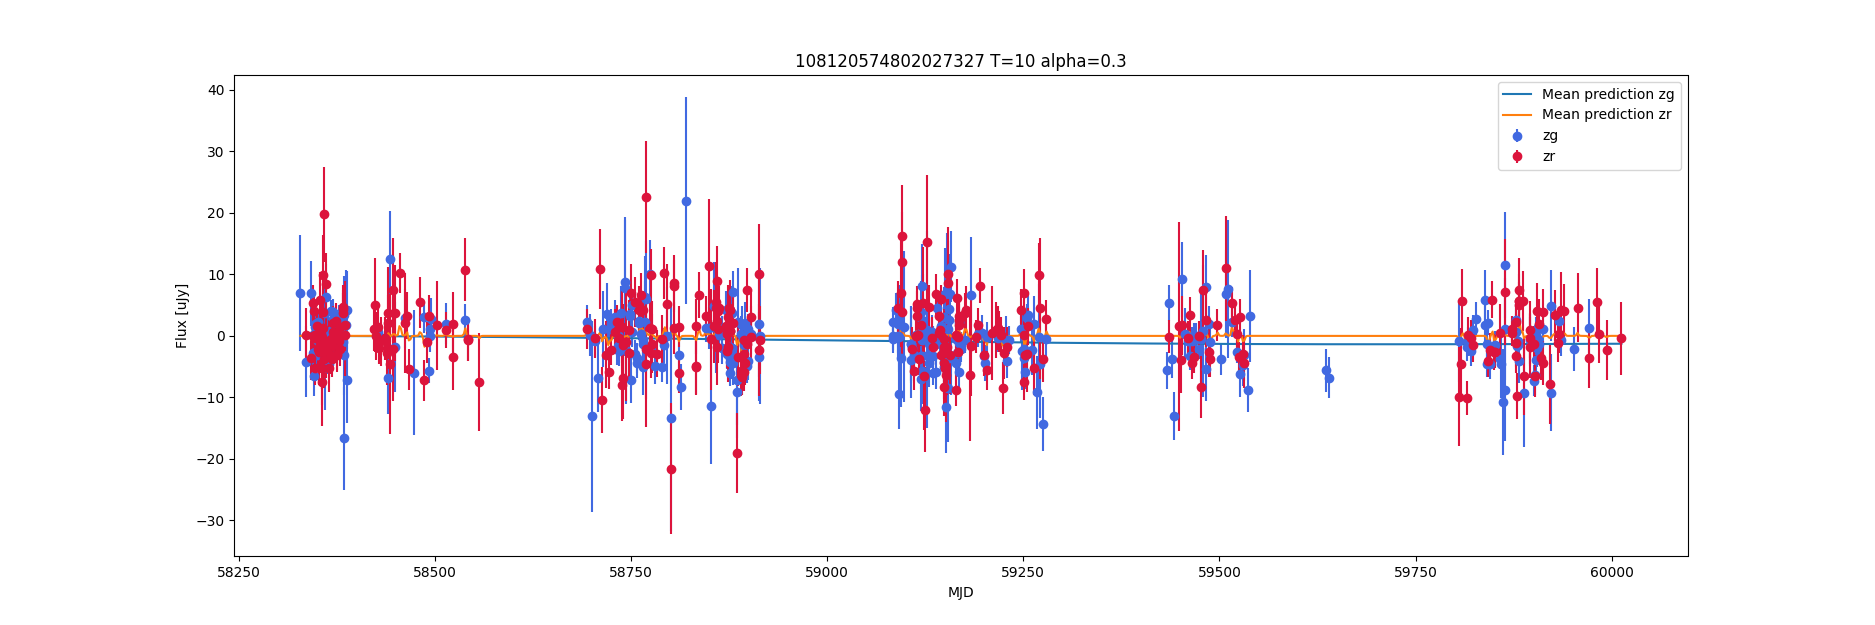 108120574802027327 T=10 alpha=0.3
Mean prediction zg
Mean prediction zr
zg
zr
Flux [uJy]
40
30
20
10
0
−10
−20
−30
58250 58500 58750 59000 59250 59500 59750 60000
MJD